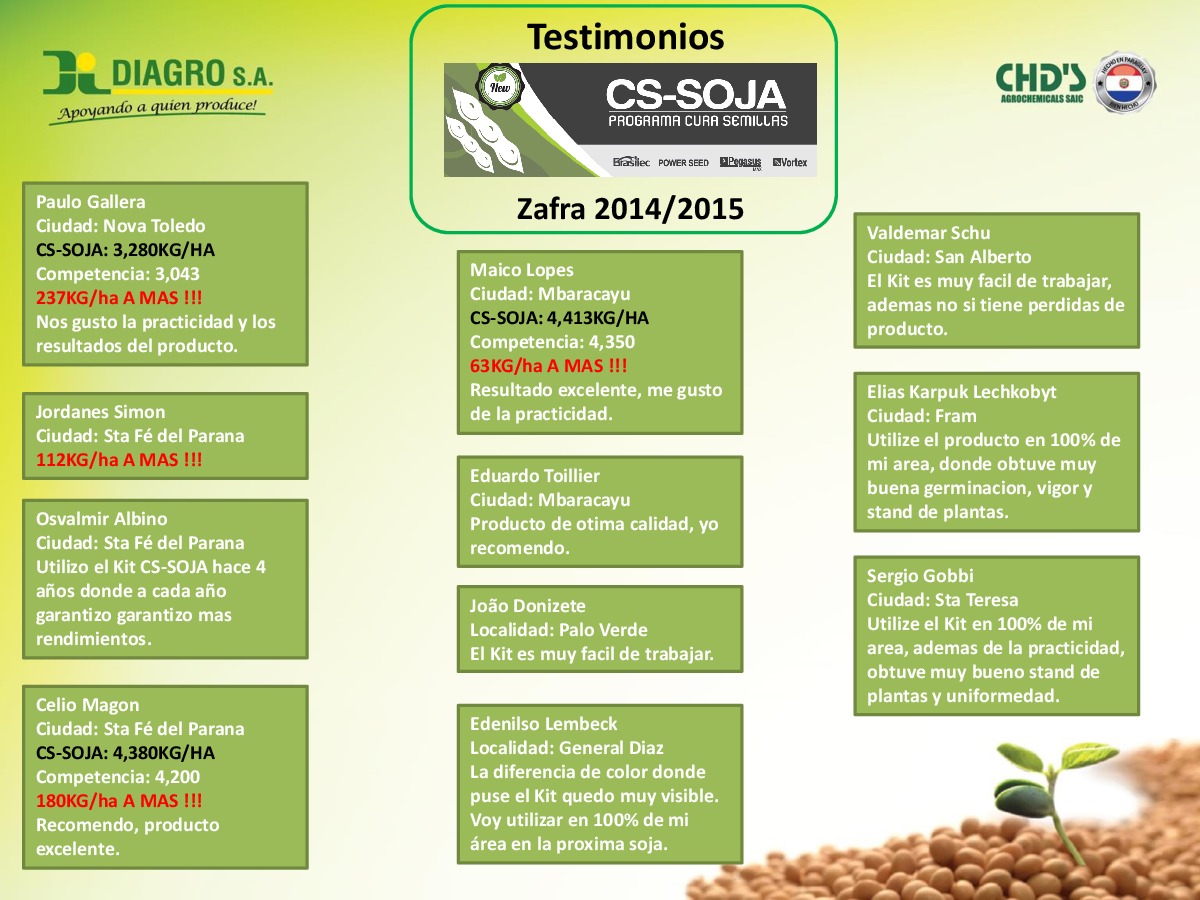 DIAGRO S.A.
Apoyando a quien produce!
Testimonios
New
CS-SOJA
PROGRAMA CURA SEMILLAS
Brasilec POWER SEED Pegasus Vortex
Zafra 2014/2015
CHD'S
AGROCHEMICALS SAIC
HECHO EN PARAGUAY
BIEN HECHO
Paulo Gallera
Ciudad: Nova Toledo
CS-SOJA: 3,280KG/HA
Competencia: 3,043
237KG/ha A MAS !!!
Nos gusto la practicidad y los
resultados del producto.
Jordanes Simon
Ciudad: Sta Fé del Parana
112KG/ha A MAS !!!
Osvalmir Albino
Ciudad: Sta Fé del Parana
Utilizo el Kit CS-SOJA hace 4
años donde a cada año
garantizo garantizo mas
rendimientos.
Celio Magon
Ciudad: Sta Fé del Parana
CS-SOJA: 4,380KG/HA
Competencia: 4,200
180KG/ha A MAS !!!
Recomendo, producto
excelente.
Maico Lopes
Ciudad: Mbaracayu
CS-SOJA: 4,413KG/HA
Competencia: 4,350
63KG/ha A MAS !!!
Resultado excelente, me gusto
de la practicidad.
Eduardo Toillier
Ciudad: Mbaracayu
Producto de otima calidad, yo
recomendo.
João Donizete
Localidad: Palo Verde
El Kit es muy facil de trabajar.
Edenilso Lembeck
Localidad: General Diaz
La diferencia de color donde
puse el Kit quedo muy visible.
Voy utilizar en 100% de mi
área en la proxima soja.
Valdemar Schu
Ciudad: San Alberto
El Kit es muy facil de trabajar,
ademas no si tiene perdidas de
producto.
Elias Karpuk Lechkobyt
Ciudad: Fram
Utilize el producto en 100% de
mi area, donde obtuve muy
buena germinacion, vigor y
stand de plantas.
Sergio Gobbi
Ciudad: Sta Teresa
Utilize el Kit en 100% de mi
area, ademas de la practicidad,
obtuve muy bueno stand de
plantas y uniformedad.